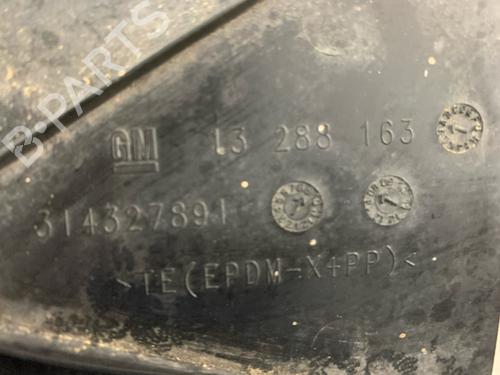 B-PARTS
GM 13 288 163
314327891
>TE(EPDM-X+PP)<